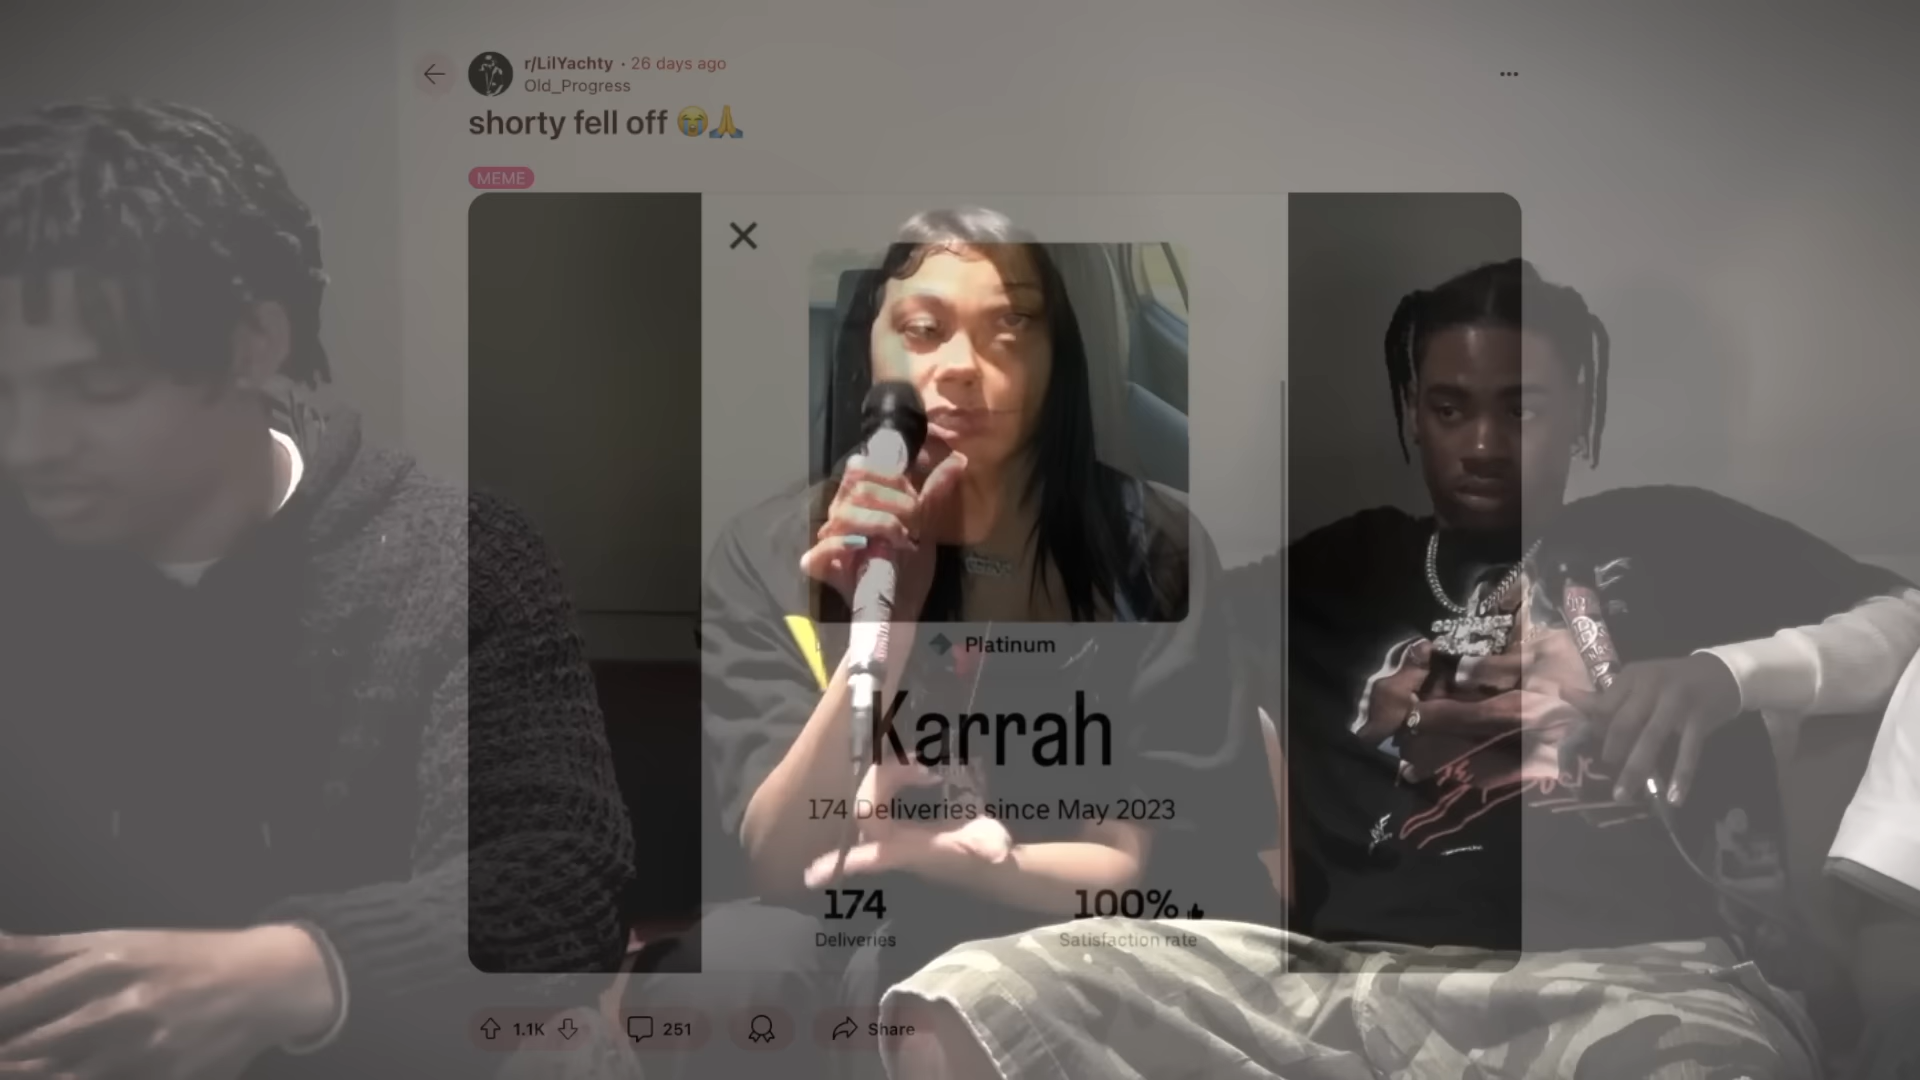 r/LilYachty · 26 days ago
Old_Progress
shorty fell off 😭🙏
MEME
Platinum
Karrah
174 Deliveries since May 2023
174 100%
Deliveries Satisfaction rate
1.1K 251 Share